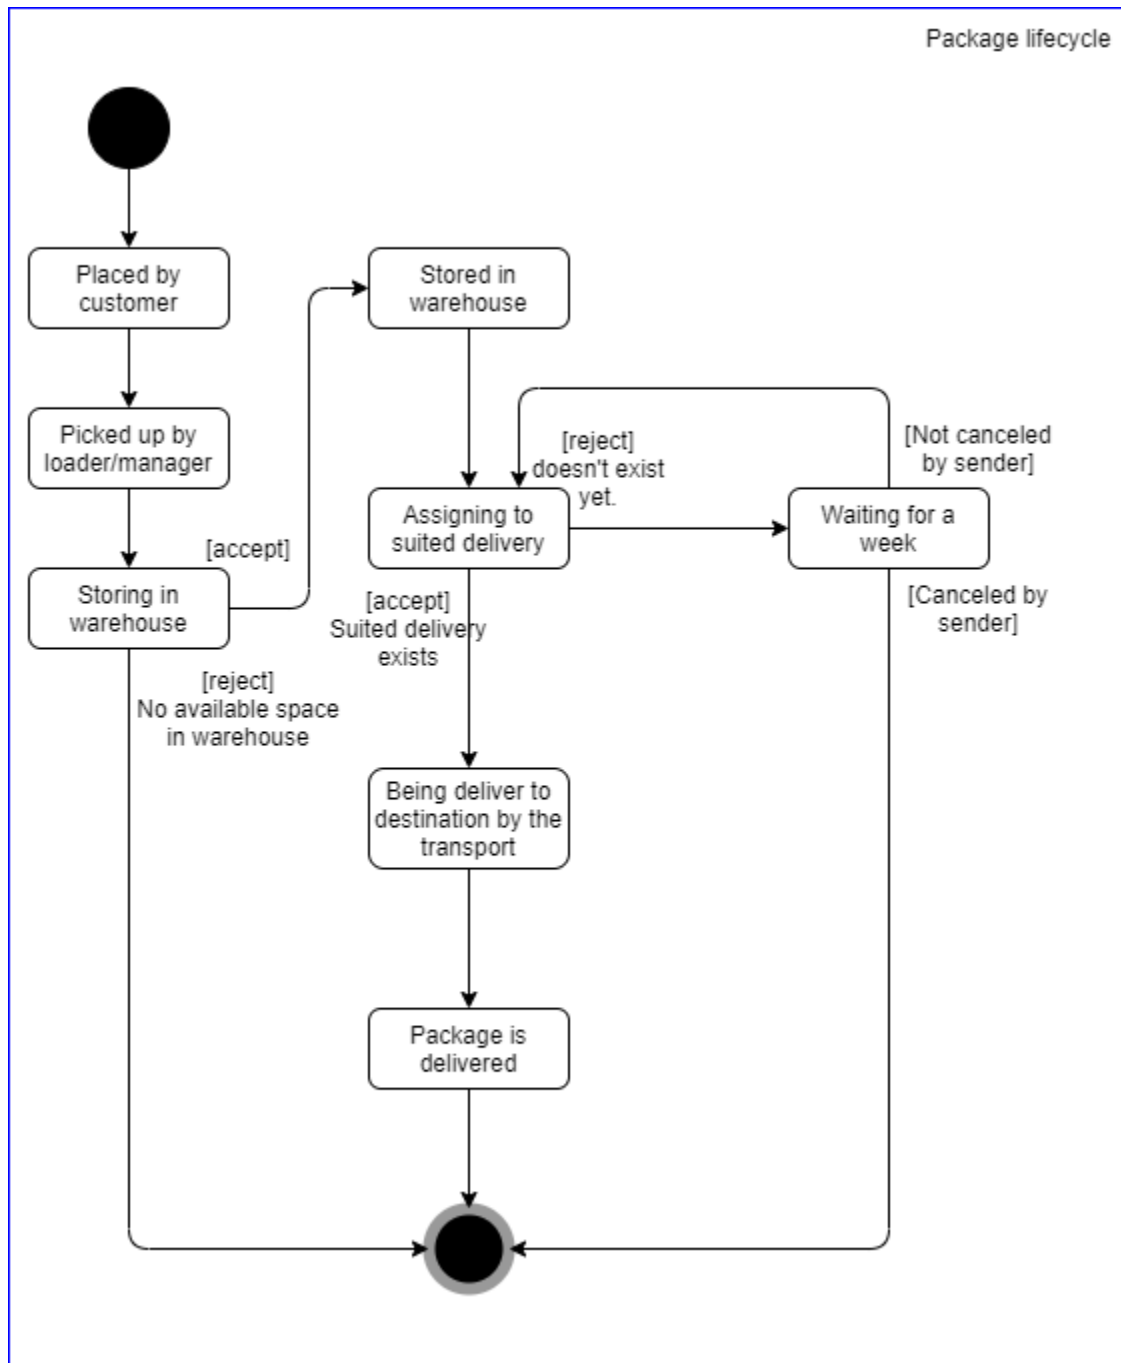 Package lifecycle
Placed by
customer
Picked up by
loader/manager
[accept]
Storing in
warehouse
[reject]
No available space
in warehouse
Stored in
warehouse
[reject]
doesn't exist
yet.
Assigning to
suited delivery
[accept]
Suited delivery
exists
[Not canceled
by sender]
Waiting for a
week
[Canceled by
sender]
Being deliver to
destination by the
transport
Package is
delivered